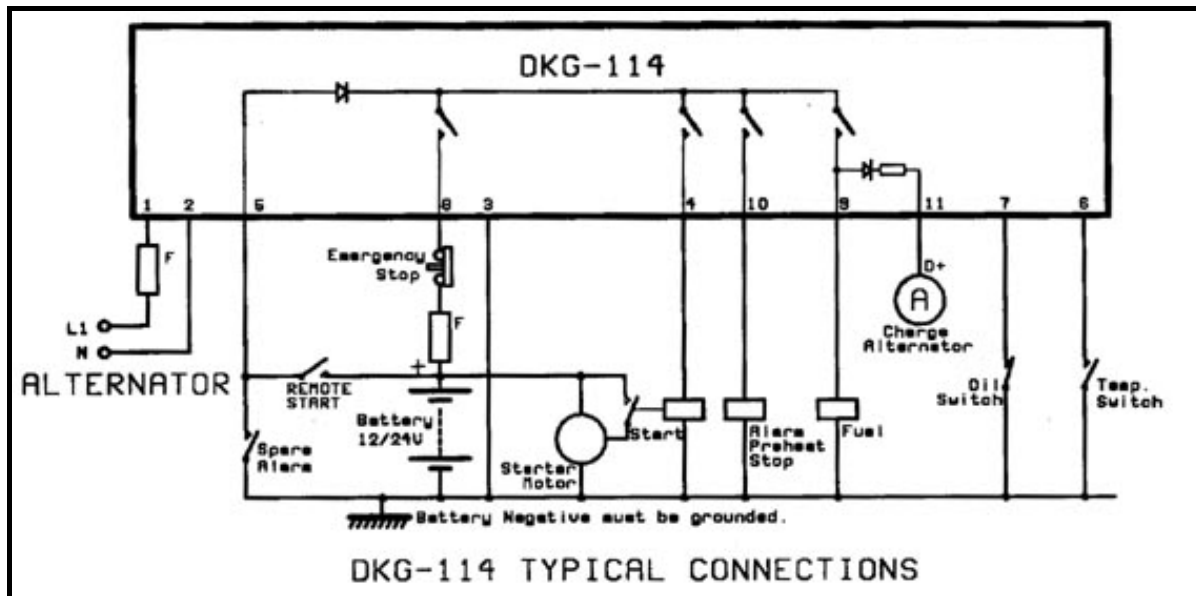 DKG-114
1 2 5 8 3 4 10 9 11 7 6
F
Emergency
Stop
F
D+
A
Charge
Alternator
L1
N
ALTERNATOR
REMOTE
START
+
Battery
12/24V
Spare
Alarm
Starter
Motor
Start
Alarm
Preheat
Stop
Fuel
Oil
Switch
Temp.
Switch
Battery Negative must be grounded.
DKG-114 TYPICAL CONNECTIONS